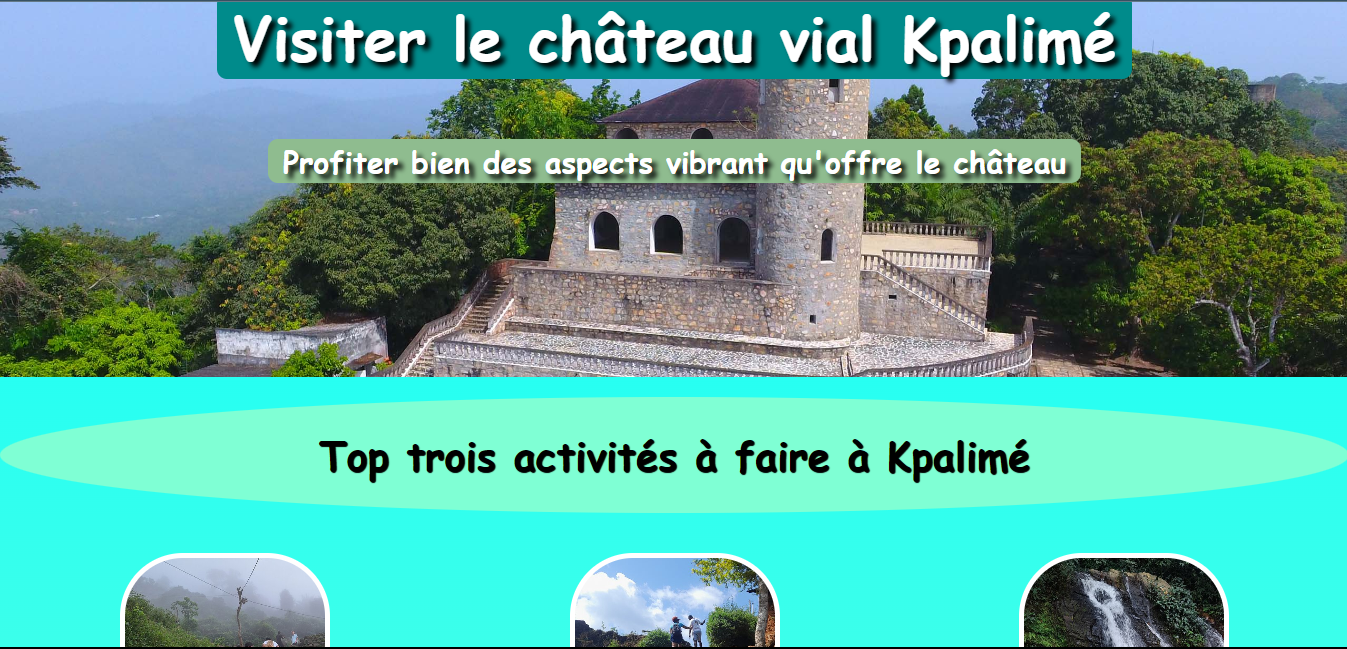 Visiter le château vial Kpalimé
Profiter bien des aspects vibrant qu'offre le château
Top trois activités à faire à Kpalimé